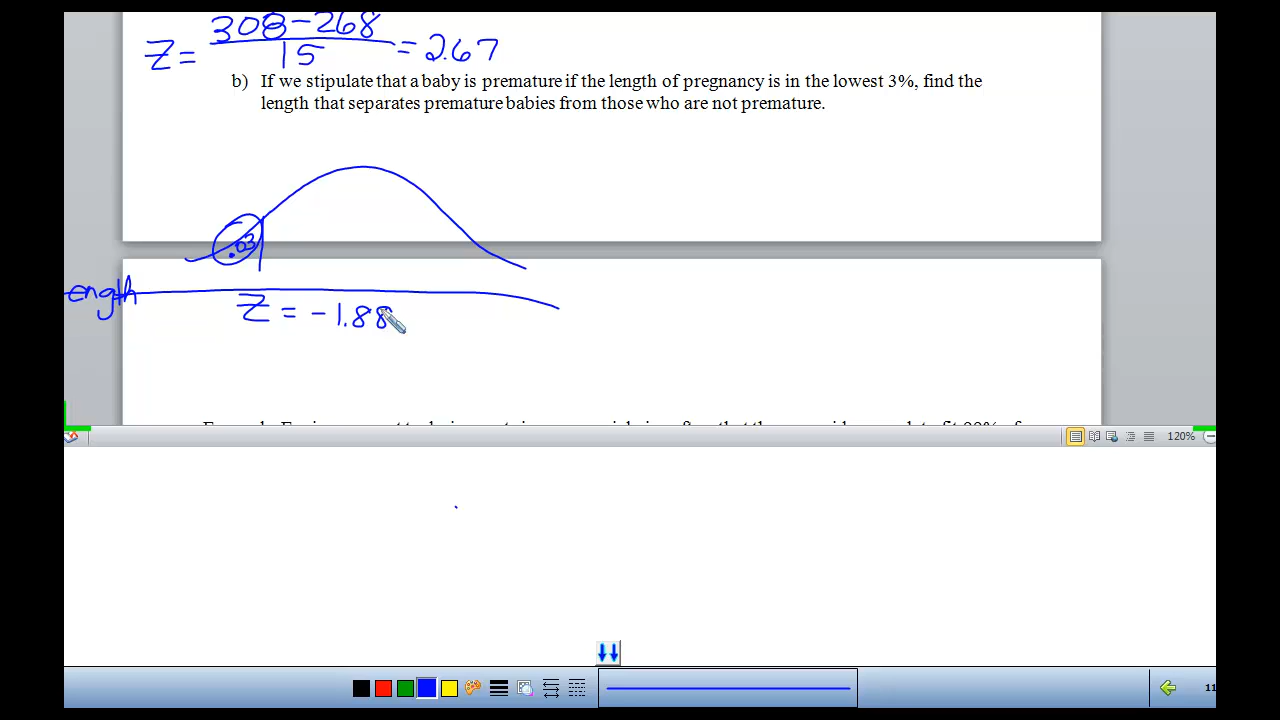 308-268
Z = 15 = 2.67
b) If we stipulate that a baby is premature if the length of pregnancy is in the lowest 3%, find the
length that separates premature babies from those who are not premature.
.03
ength
Z = -1.88
120%
11